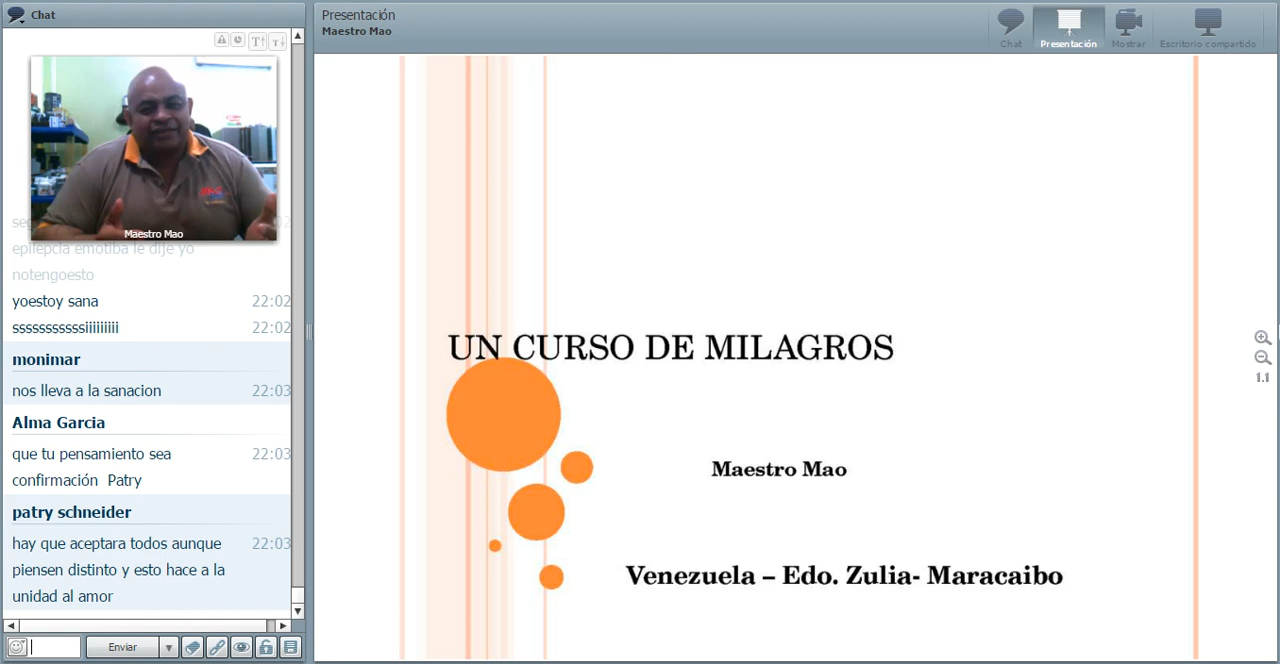 Chat
T↑ T↓
Maestro Mao
epilepcia emotiba le dije yo
notengoesto
yoestoy sana 22:02
sssssssssssiiiiiiiii 22:02
monimar
nos lleva a la sanacion 22:03
Alma Garcia
que tu pensamiento sea 22:03
confirmación Patry
patry schneider
hay que aceptara todos aunque 22:03
piensen distinto y esto hace a la
unidad al amor
Enviar
Presentación
Maestro Mao
Chat Presentación Mostrar Escritorio compartido
UN CURSO DE MILAGROS
Maestro Mao
Venezuela – Edo. Zulia- Maracaibo
1.1